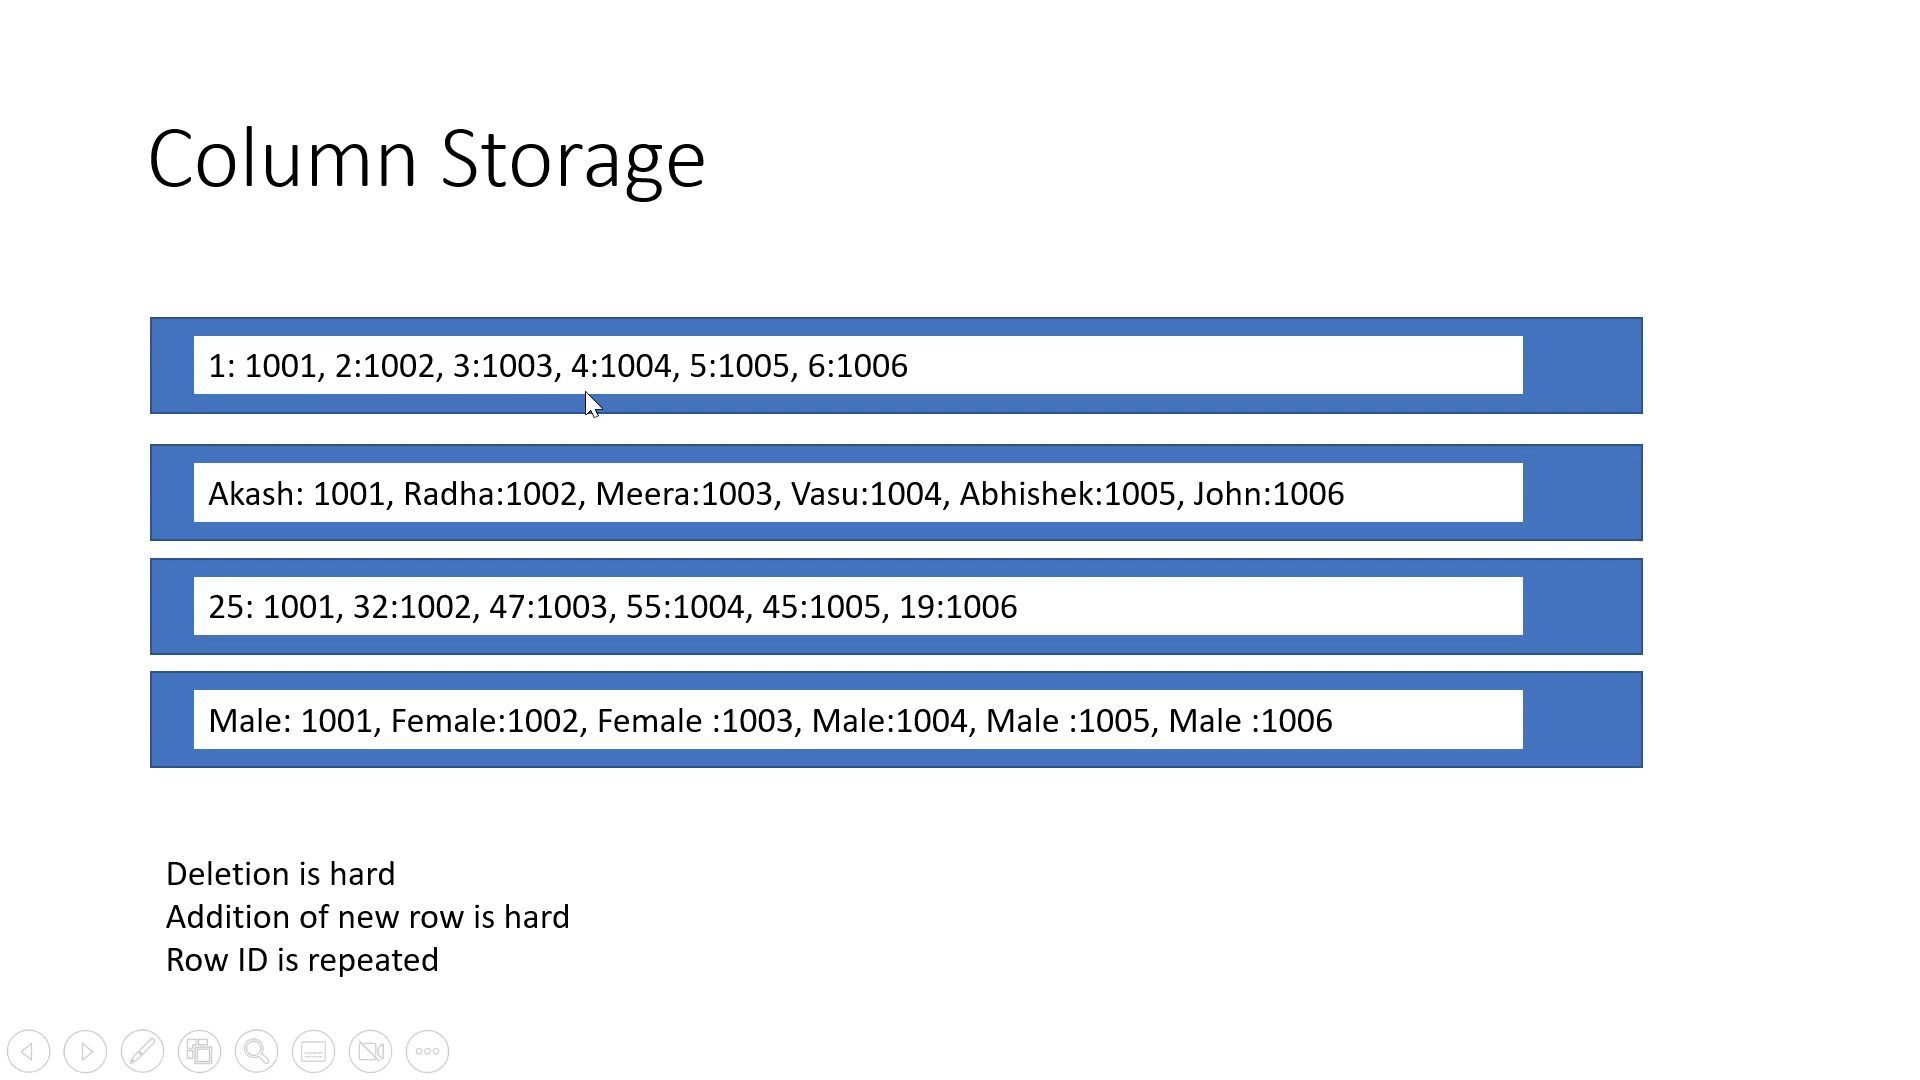 Column Storage
1: 1001, 2:1002, 3:1003, 4:1004, 5:1005, 6:1006
Akash: 1001, Radha:1002, Meera:1003, Vasu:1004, Abhishek:1005, John:1006
25: 1001, 32:1002, 47:1003, 55:1004, 45:1005, 19:1006
Male: 1001, Female:1002, Female :1003, Male:1004, Male :1005, Male :1006
Deletion is hard
Addition of new row is hard
Row ID is repeated